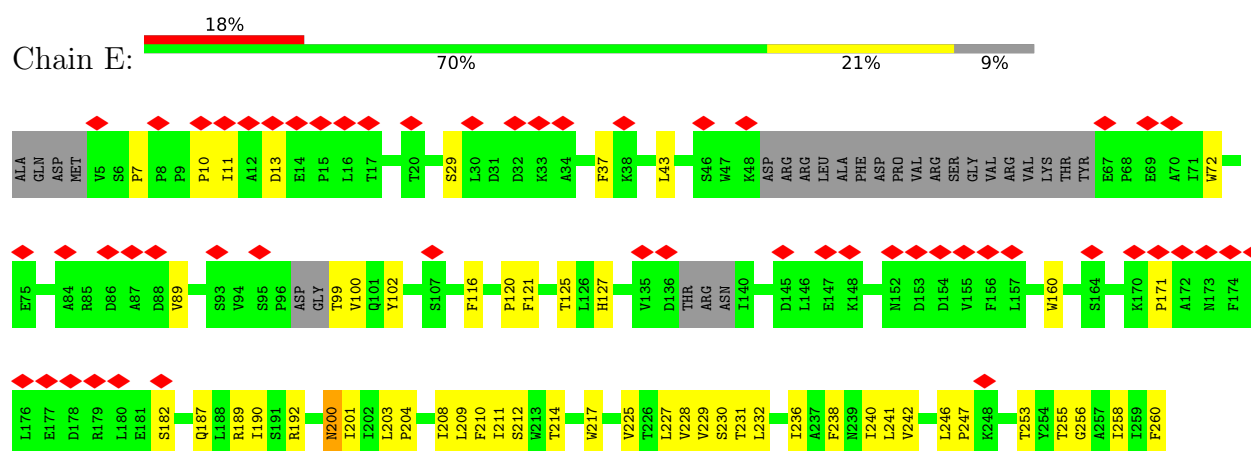 18%
Chain E:
70% 21% 9%
ALA GLN ASP MET V5 S6 P7 P8 P9 P10 I11 A12 D13 E14 P15 L16 T17 T20 S29 L30 D31 D32 K33 A34 F37 K38 L43 S46 W47 K48 ASP ARG ARG LEU ALA PHE ASP PRO VAL ARG SER GLY VAL ARG VAL LYS THR TYR E67 P68 E69 A70 I71 W72
E75 A84 R85 D86 A87 D88 V89 S93 V94 S95 P96 ASP GLY T99 V100 Q101 Y102 S107 F116 P120 F121 T125 L126 H127 V135 D136 THR ARG ASN I140 D145 L146 E147 K148 N152 D153 D154 V155 F156 L157 W160 S164 K170 P171 A172 N173 F174
L176 E177 D178 R179 L180 E181 S182 Q187 L188 R189 I190 S191 R192 N200 I201 I202 L203 P204 I208 L209 F210 I211 S212 W213 T214 W217 V225 T226 L227 V228 V229 S230 T231 L232 I236 A237 F238 N239 I240 L241 V242 L246 P247 K248 T253 Y254 T255 G256 A257 I258 I259 F260